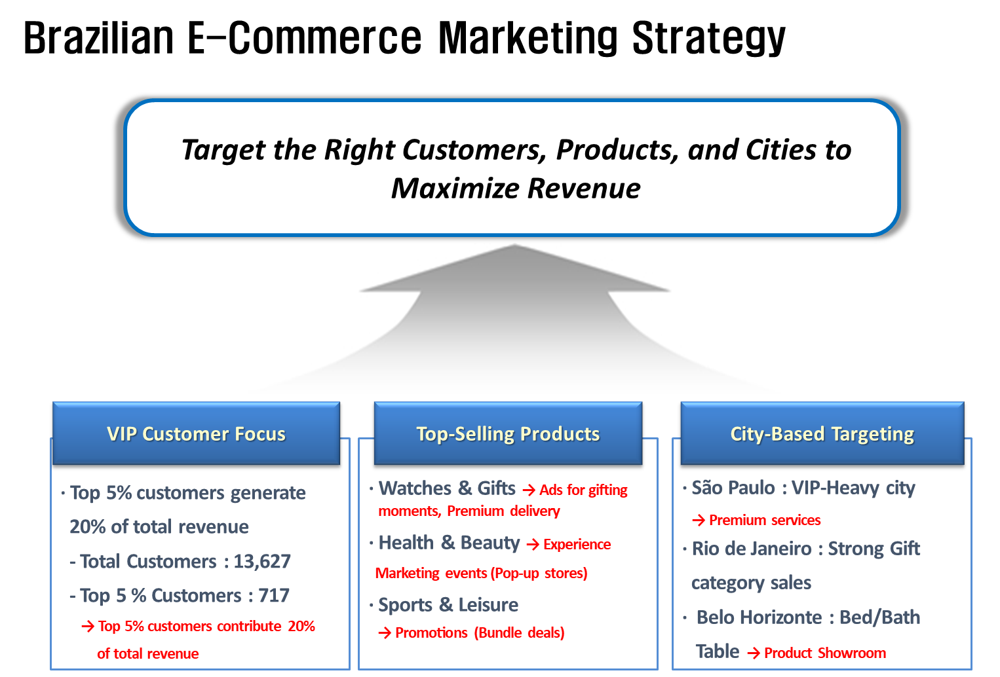 Brazilian E-Commerce Marketing Strategy
Target the Right Customers, Products, and Cities to
Maximize Revenue
VIP Customer Focus
· Top 5% customers generate
20% of total revenue
- Total Customers : 13,627
- Top 5 % Customers : 717
→ Top 5% customers contribute 20%
of total revenue
Top-Selling Products
· Watches & Gifts → Ads for gifting
moments, Premium delivery
· Health & Beauty → Experience
Marketing events (Pop-up stores)
· Sports & Leisure
→ Promotions (Bundle deals)
City-Based Targeting
· São Paulo : VIP-Heavy city
→ Premium services
· Rio de Janeiro : Strong Gift
category sales
· Belo Horizonte : Bed/Bath
Table → Product Showroom